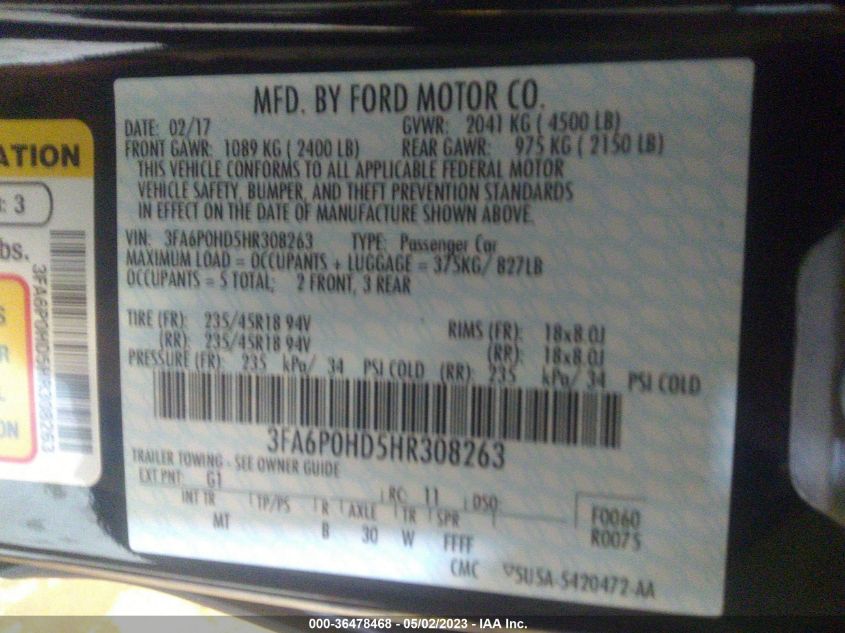 MFD. BY FORD MOTOR CO.
DATE: 02/17 GVWR: 2041 KG ( 4500 LB)
FRONT GAWR: 1089 KG ( 2400 LB) REAR GAWR: 975 KG ( 2150 LB)
THIS VEHICLE CONFORMS TO ALL APPLICABLE FEDERAL MOTOR
VEHICLE SAFETY, BUMPER, AND THEFT PREVENTION STANDARDS
IN EFFECT ON THE DATE OF MANUFACTURE SHOWN ABOVE.
VIN: 3FA6P0HD5HR308263 TYPE: Passenger Car
MAXIMUM LOAD = OCCUPANTS + LUGGAGE = 375KG/ 827LB
OCCUPANTS = 5 TOTAL; 2 FRONT, 3 REAR
TIRE (FR): 235/45R18 94V RIMS (FR): 18x8.0J
(RR): 235/45R18 94V (RR): 18x8.0J
PRESSURE (FR): 235 kPa/ 34 PSI COLD (RR): 235 kPa/ 34 PSI COLD
3FA6P0HD5HR308263
TRAILER TOWING - SEE OWNER GUIDE
EXT PNT: G1 RC: 11 DSO:
INT TR TP/PS R AXLE TR SPR F0060
MT B 30 W FFFF R0075
CMC 5U5A-5420472-AA
ATION
: 3
bs.
3FA6P0HD5HR308263
S
R
L
ON
000-36478468 - 05/02/2023 - IAA Inc.